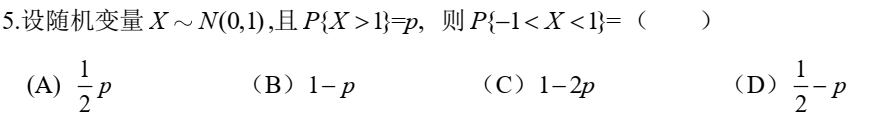 5.设随机变量 X ~ N(0,1),且 P{X >1}=p, 则 P{−1< X <1}= （ ）
(A) 1/2 p （B）1− p （C）1−2p （D）1/2 − p